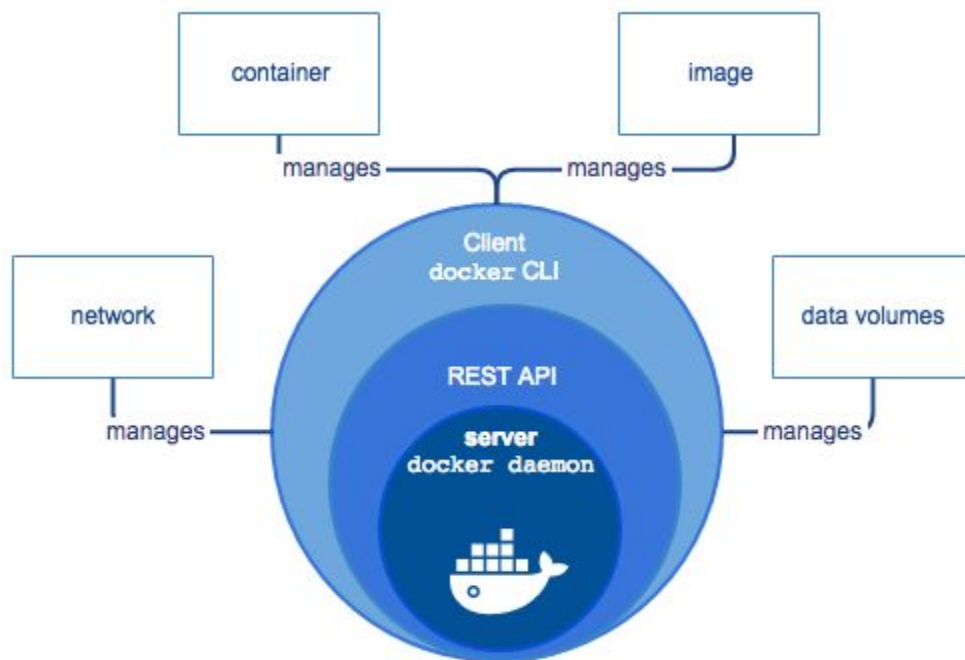 container
image
manages
manages
Client
docker CLI
network
data volumes
REST API
manages
manages
server
docker daemon